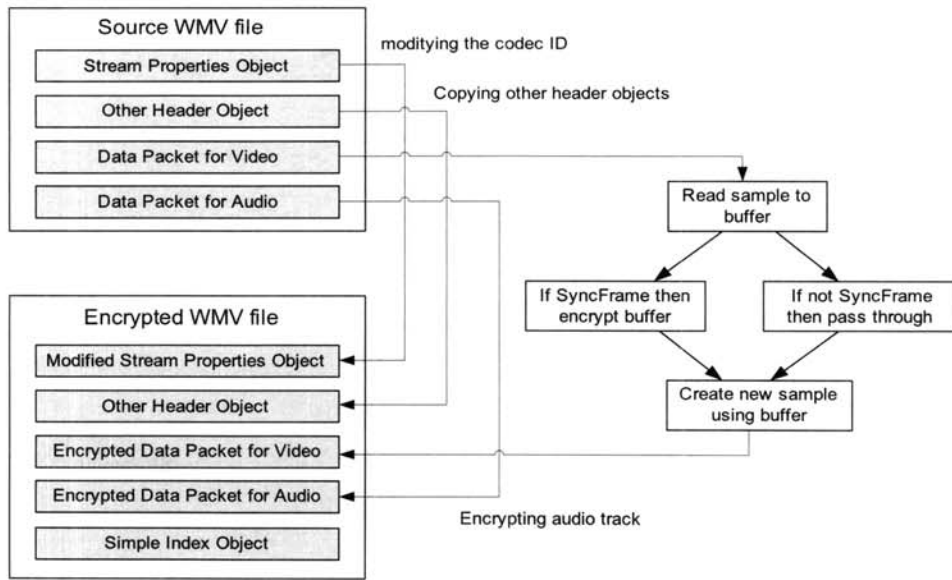 Source WMV file
Stream Properties Object
Other Header Object
Data Packet for Video
Data Packet for Audio
moditying the codec ID
Copying other header objects
Read sample to
buffer
If SyncFrame then
encrypt buffer
If not SyncFrame
then pass through
Create new sample
using buffer
Encrypted WMV file
Modified Stream Properties Object
Other Header Object
Encrypted Data Packet for Video
Encrypted Data Packet for Audio
Simple Index Object
Encrypting audio track